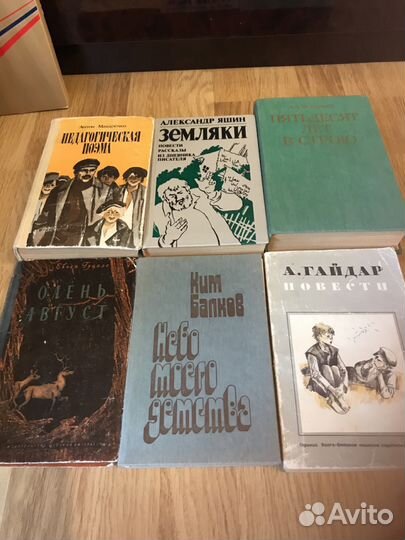 Антон Макаренко
ПЕДАГОГИЧЕСКАЯ
ПОЭМА
АЛЕКСАНДР ЯШИН
ЗЕМЛЯКИ
ПОВЕСТИ
РАССКАЗЫ
ИЗ ДНЕВНИКА
ПИСАТЕЛЯ
ПЯТЬДЕСЯТ
ЛЕТ
В СТРОЮ
ОЛЕНЬ
АВГУСТ
Ким
Балков
Небо
моего
детства
А. ГАЙДАР
ПОВЕСТИ
Avito